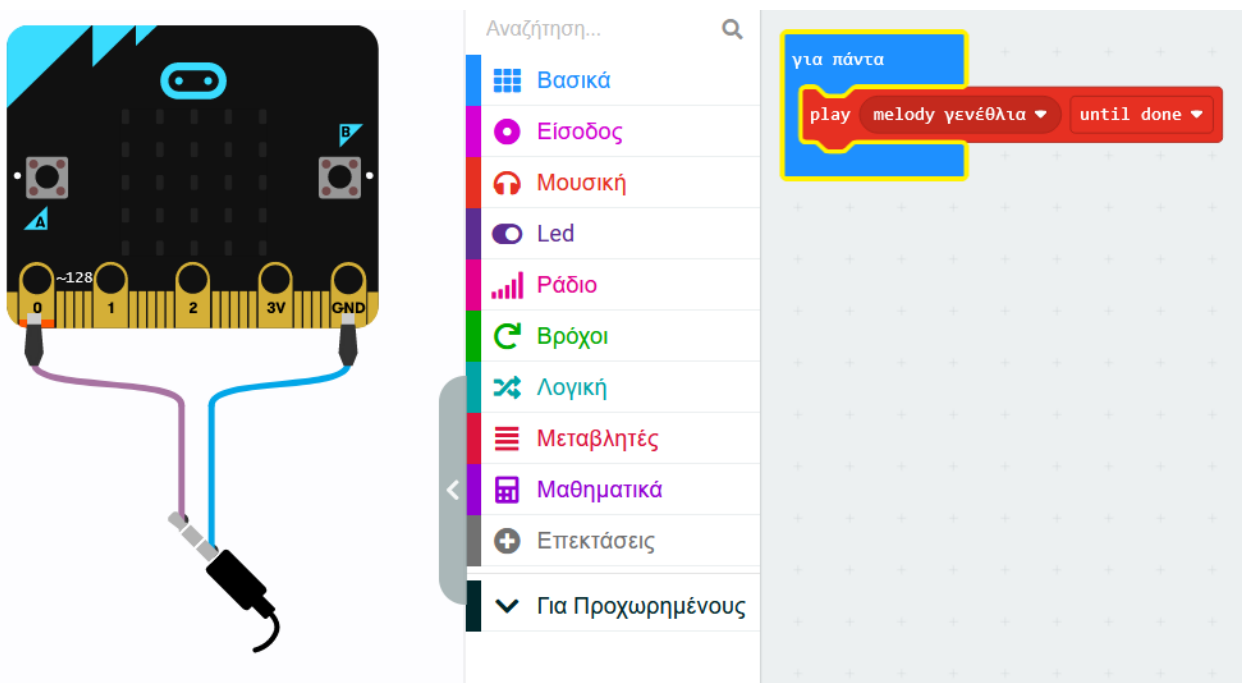 B
A
~128
0
1
2
3V
GND
Αναζήτηση...
Βασικά
Είσοδος
Μουσική
Led
Ράδιο
Βρόχοι
Λογική
Μεταβλητές
Μαθηματικά
Επεκτάσεις
Για Προχωρημένους
για πάντα
play melody γενέθλια until done